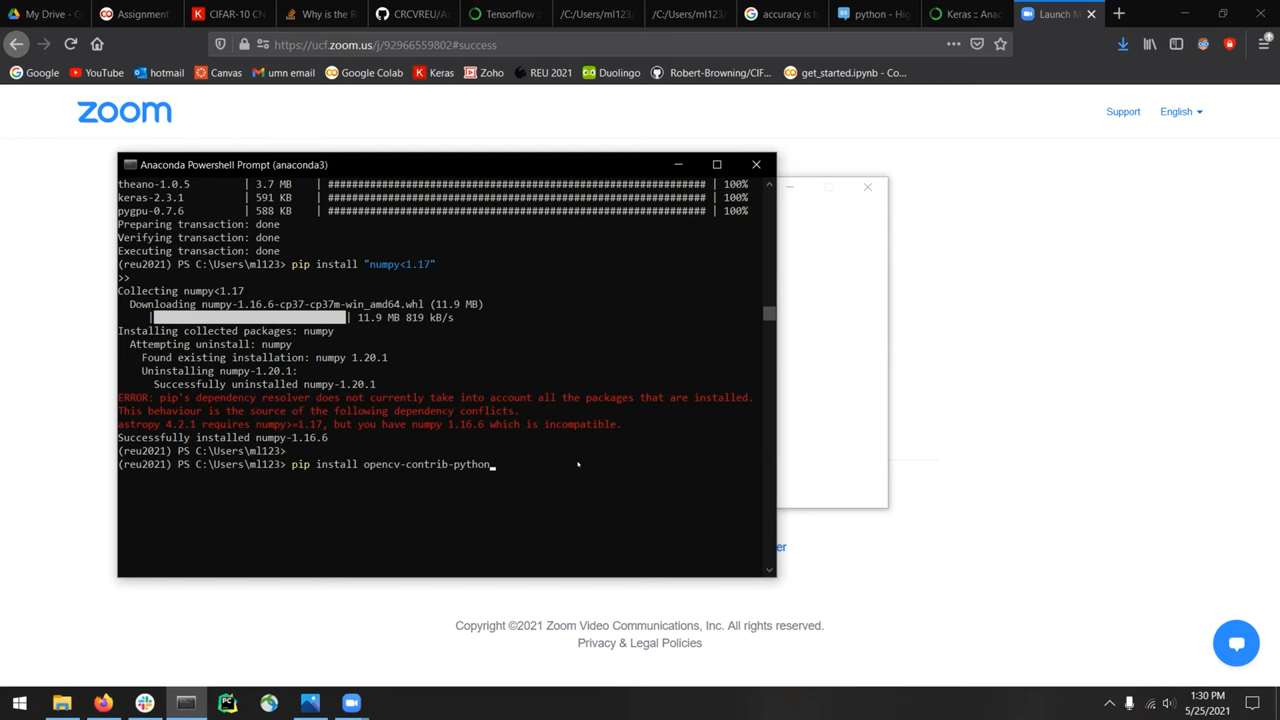 My Drive - G
Assignment
CIFAR-10 CN
Why is the R
CRCVREU/A
Tensorflow :
/C:/Users/ml123/
/C:/Users/ml123/
accuracy is
python - Hig
Keras :: Anac
Launch M
https://ucf.zoom.us/j/92966559802#success
Google
YouTube
hotmail
Canvas
umn email
Google Colab
Keras
Zoho
REU 2021
Duolingo
Robert-Browning/CIF...
get_started.ipynb - Co...
zoom
Support
English
Anaconda Powershell Prompt (anaconda3)
theano-1.0.5 | 3.7 MB | ############################################################### | 100%
keras-2.3.1 | 591 KB | ############################################################### | 100%
pygpu-0.7.6 | 588 KB | ############################################################### | 100%
Preparing transaction: done
Verifying transaction: done
Executing transaction: done
(reu2021) PS C:\Users\ml123> pip install "numpy<1.17"
>>
Collecting numpy<1.17
Downloading numpy-1.16.6-cp37-cp37m-win_amd64.whl (11.9 MB)
| | 11.9 MB 819 kB/s
Installing collected packages: numpy
Attempting uninstall: numpy
Found existing installation: numpy 1.20.1
Uninstalling numpy-1.20.1:
Successfully uninstalled numpy-1.20.1
ERROR: pip's dependency resolver does not currently take into account all the packages that are installed.
This behaviour is the source of the following dependency conflicts.
astropy 4.2.1 requires numpy>=1.17, but you have numpy 1.16.6 which is incompatible.
Successfully installed numpy-1.16.6
(reu2021) PS C:\Users\ml123>
(reu2021) PS C:\Users\ml123> pip install opencv-contrib-python_
er
Copyright ©2021 Zoom Video Communications, Inc. All rights reserved.
Privacy & Legal Policies
PC
1:30 PM
5/25/2021